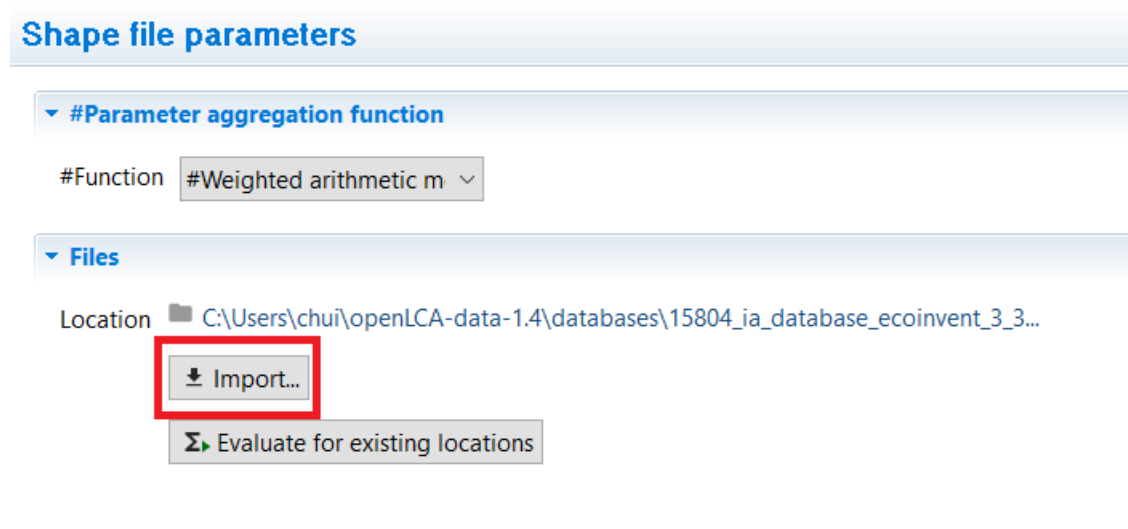 Shape file parameters
#Parameter aggregation function
#Function #Weighted arithmetic m
Files
Location C:\Users\chui\openLCA-data-1.4\databases\15804_ia_database_ecoinvent_3_3...
Import...
Evaluate for existing locations